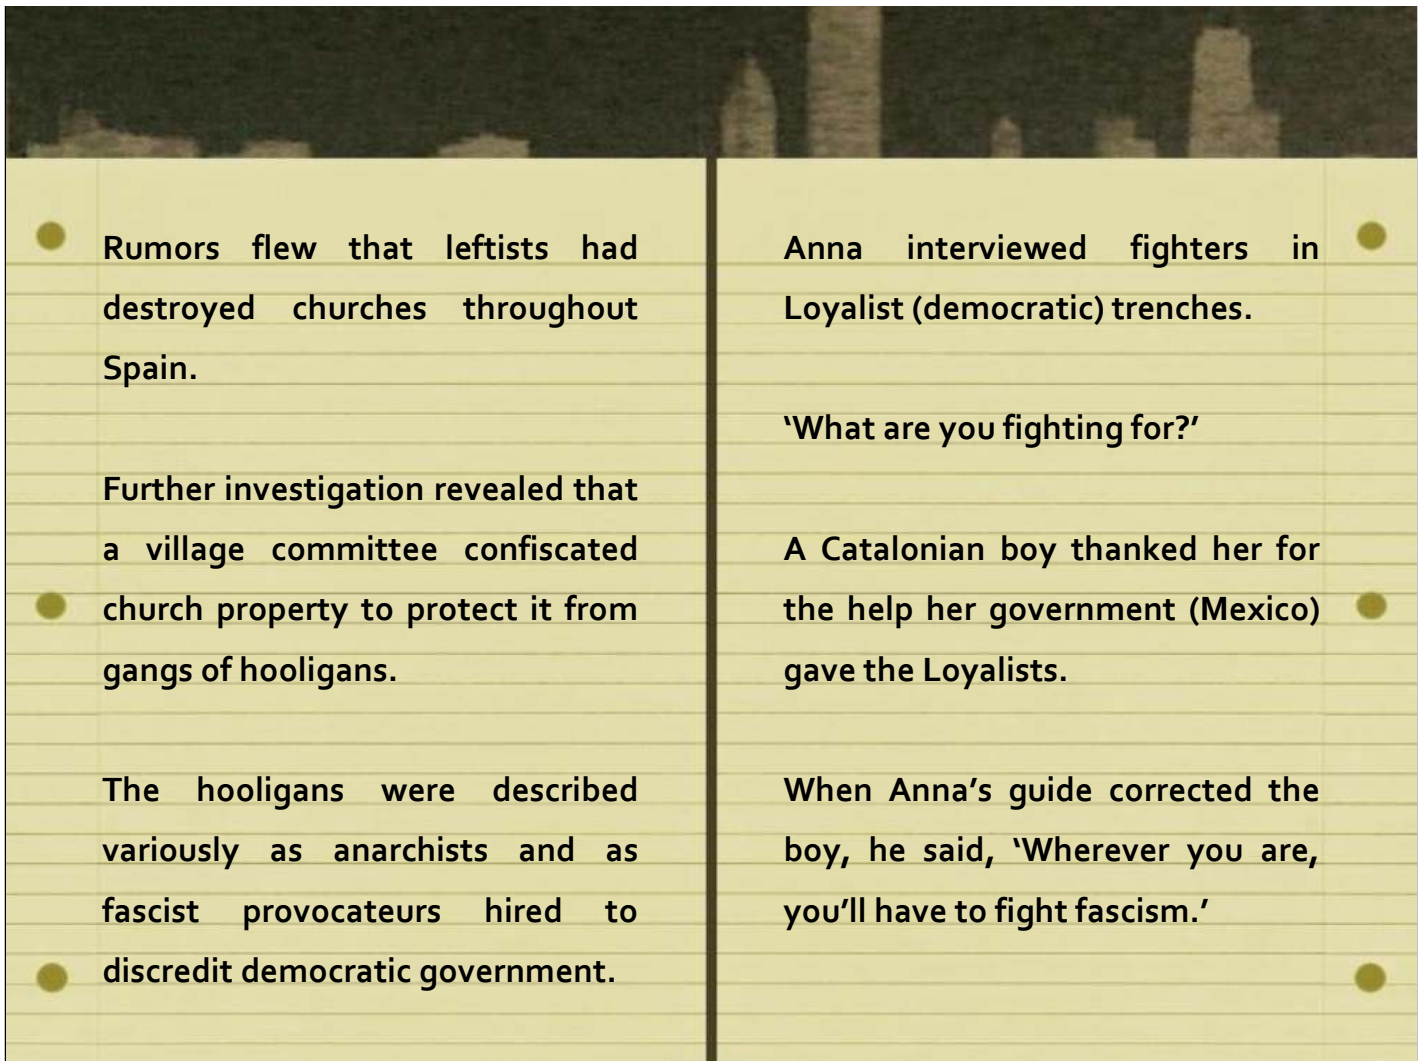 Rumors flew that leftists had
destroyed churches throughout
Spain.
Further investigation revealed that
a village committee confiscated
church property to protect it from
gangs of hooligans.
The hooligans were described
variously as anarchists and as
fascist provocateurs hired to
discredit democratic government.
Anna interviewed fighters in
Loyalist (democratic) trenches.
‘What are you fighting for?’
A Catalonian boy thanked her for
the help her government (Mexico)
gave the Loyalists.
When Anna’s guide corrected the
boy, he said, ‘Wherever you are,
you’ll have to fight fascism.’